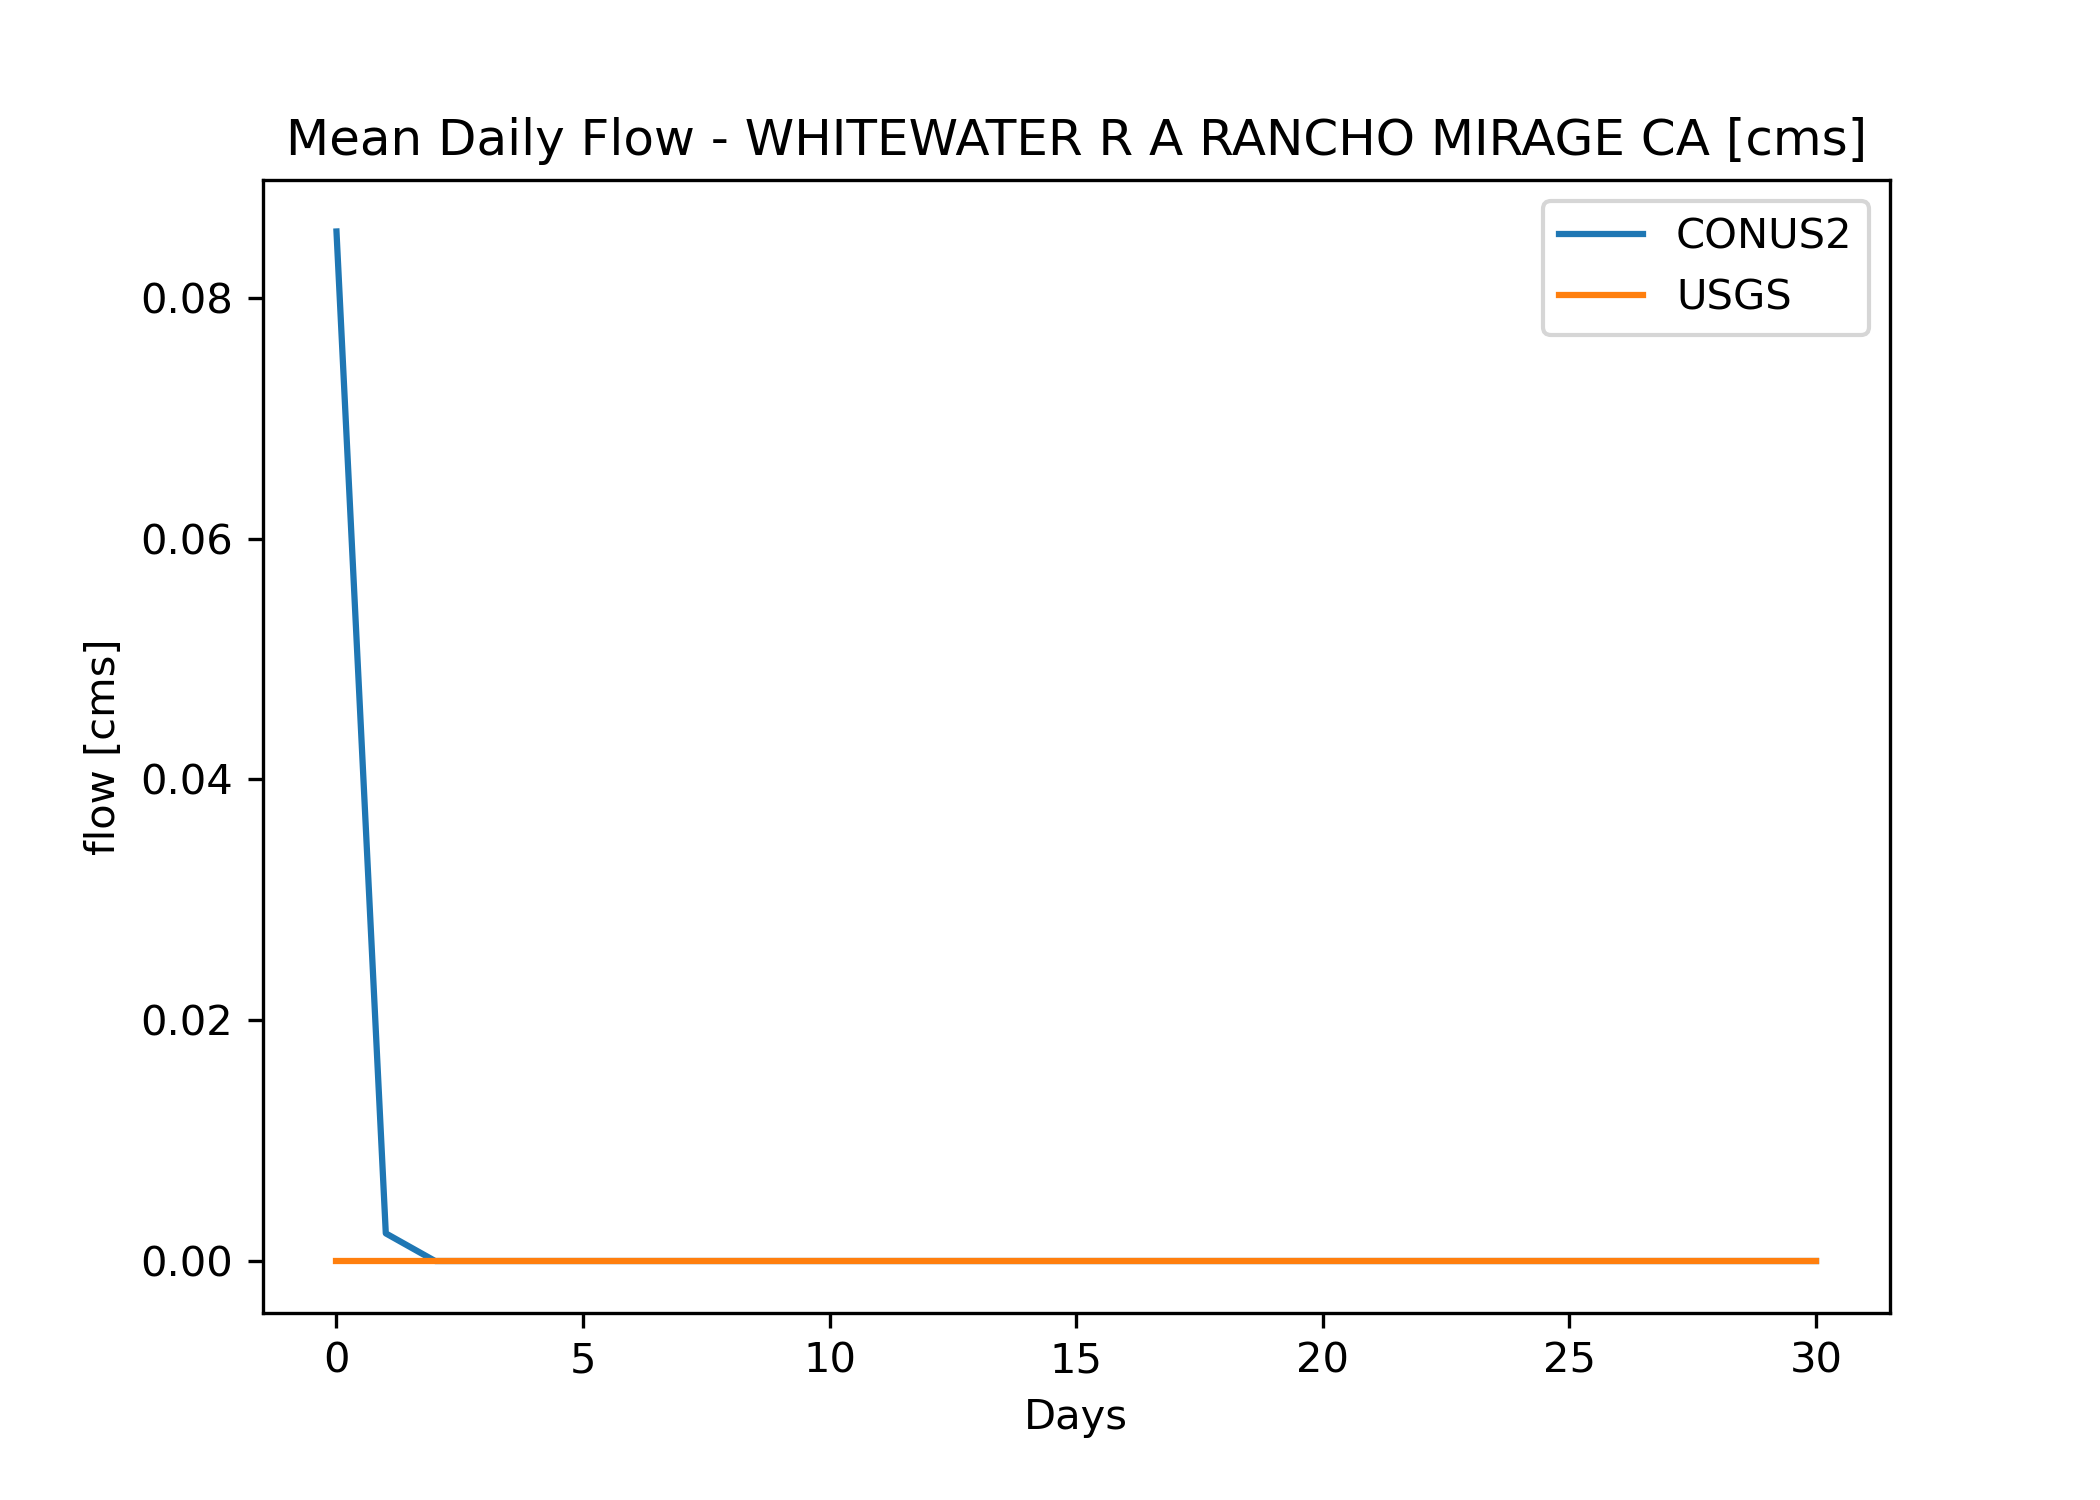 Mean Daily Flow - WHITEWATER R A RANCHO MIRAGE CA [cms]
CONUS2
USGS
0.08
0.06
0.04
0.02
0.00
flow [cms]
0 5 10 15 20 25 30
Days